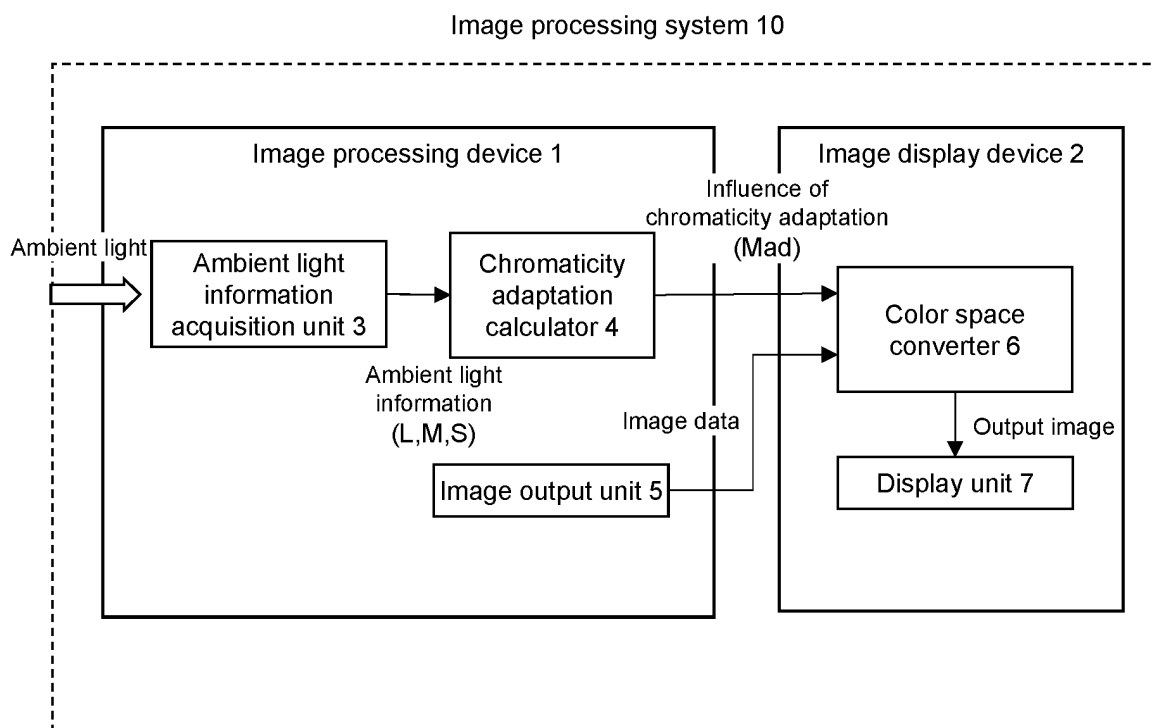 Image processing system 10
Image processing device 1
Image display device 2
Influence of
chromaticity adaptation
(Mad)
Ambient light
Ambient light
information
acquisition unit 3
Chromaticity
adaptation
calculator 4
Color space
converter 6
Ambient light
information
(L,M,S)
Image data
Output image
Image output unit 5
Display unit 7